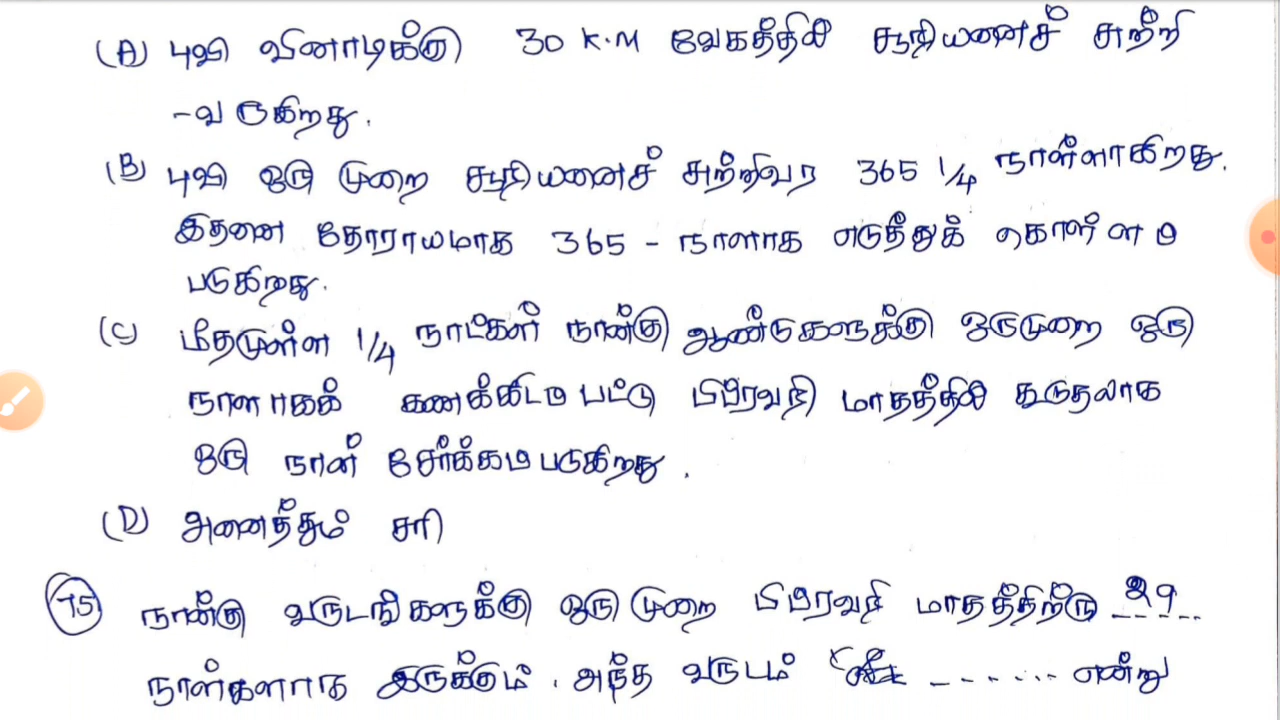 (A) புவி வினாடிக்கு 30 K.M வேகத்தில் சூரியனைச் சுற்றி
-வருகிறது.
(B) புவி ஒரு முறை சூரியனைச் சுற்றிவர 365 1/4 நாள்ளாகிறது.
இதனை தோராயமாக 365 - நாளாக எடுத்துக் கொள்ளப்
படுகிறது.
(C) மீதமுள்ள 1/4 நாட்கள் நான்கு ஆண்டுகளுக்கு ஒருமுறை ஒரு
நாளாகக் கணக்கிடப்பட்டு பிப்ரவரி மாதத்தில் கூடுதலாக
ஒரு நாள் சேர்க்கப்படுகிறது.
(D) அனைத்தும் சரி
75 நான்கு வருடங்களுக்கு ஒரு முறை பிப்ரவரி மாதத்திற்கு 29
நாள்களாக இருக்கும். அந்த வருடம் ------- என்று